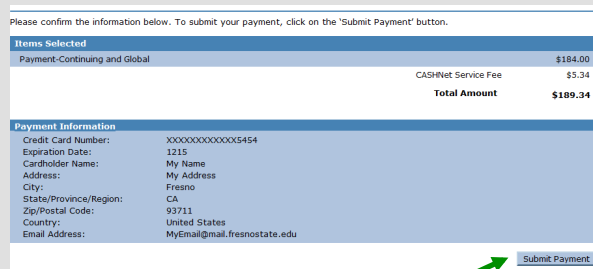 Please confirm the information below. To submit your payment, click on the 'Submit Payment' button.
Items Selected
Payment-Continuing and Global $184.00
CASHNet Service Fee $5.34
Total Amount $189.34
Payment Information
Credit Card Number: XXXXXXXXXXXX5454
Expiration Date: 1215
Cardholder Name: My Name
Address: My Address
City: Fresno
State/Province/Region: CA
Zip/Postal Code: 93711
Country: United States
Email Address: MyEmail@mail.fresnostate.edu
Submit Payment